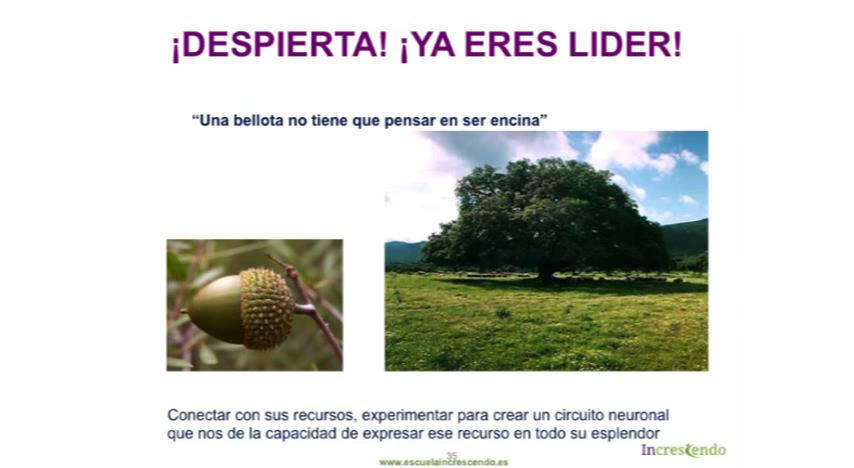 ¡DESPIERTA! ¡YA ERES LIDER!
“Una bellota no tiene que pensar en ser encina”
Conectar con sus recursos, experimentar para crear un circuito neuronal
que nos de la capacidad de expresar ese recurso en todo su esplendor
Increscendo
35
www.escuelaincrescendo.es